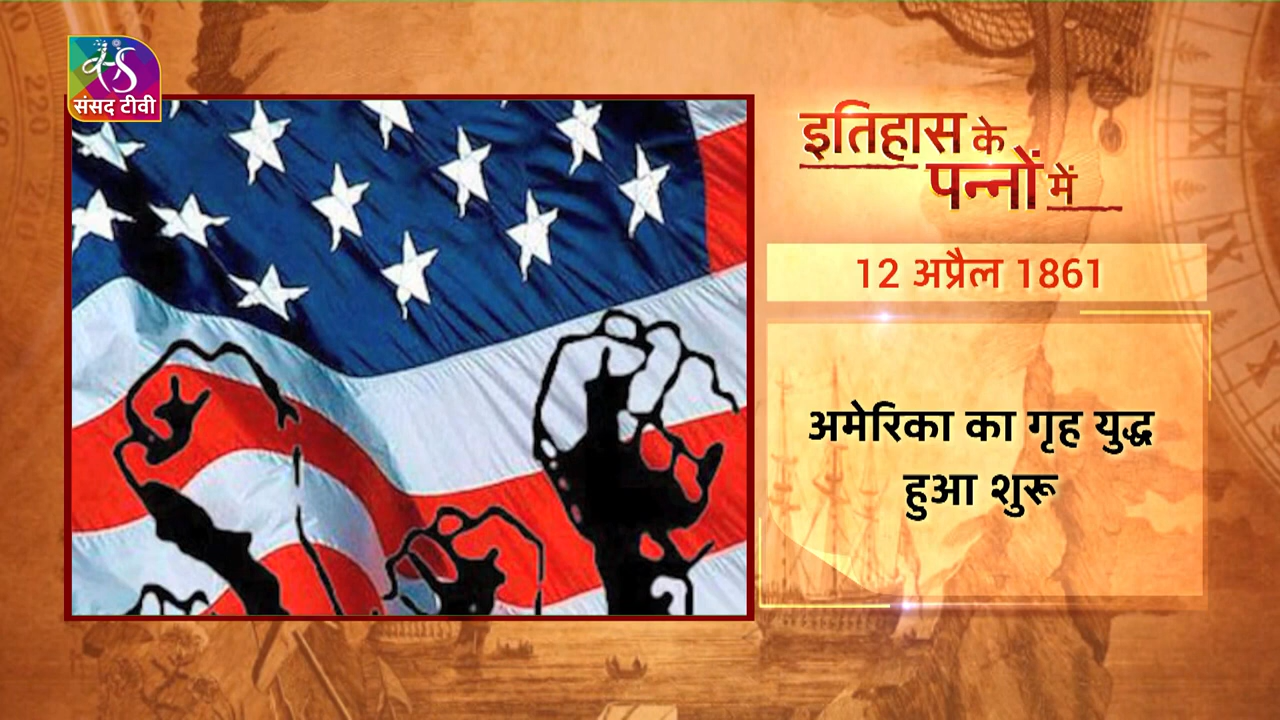 संसद टीवी
इतिहास के
पन्नों में
12 अप्रैल 1861
अमेरिका का गृह युद्ध
हुआ शुरू